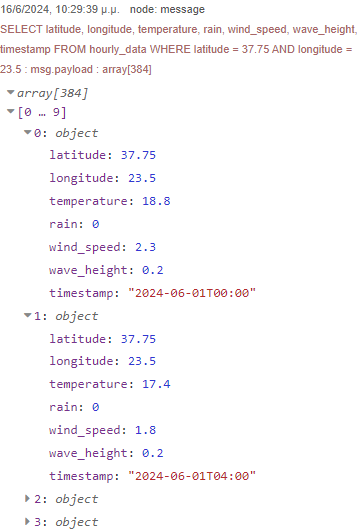 16/6/2024, 10:29:39 μ.μ. node: message
SELECT latitude, longitude, temperature, rain, wind_speed, wave_height,
timestamp FROM hourly_data WHERE latitude = 37.75 AND longitude =
23.5 : msg.payload : array[384]
array[384]
[0 … 9]
0: object
latitude: 37.75
longitude: 23.5
temperature: 18.8
rain: 0
wind_speed: 2.3
wave_height: 0.2
timestamp: "2024-06-01T00:00"
1: object
latitude: 37.75
longitude: 23.5
temperature: 17.4
rain: 0
wind_speed: 1.8
wave_height: 0.2
timestamp: "2024-06-01T04:00"
2: object
3: object